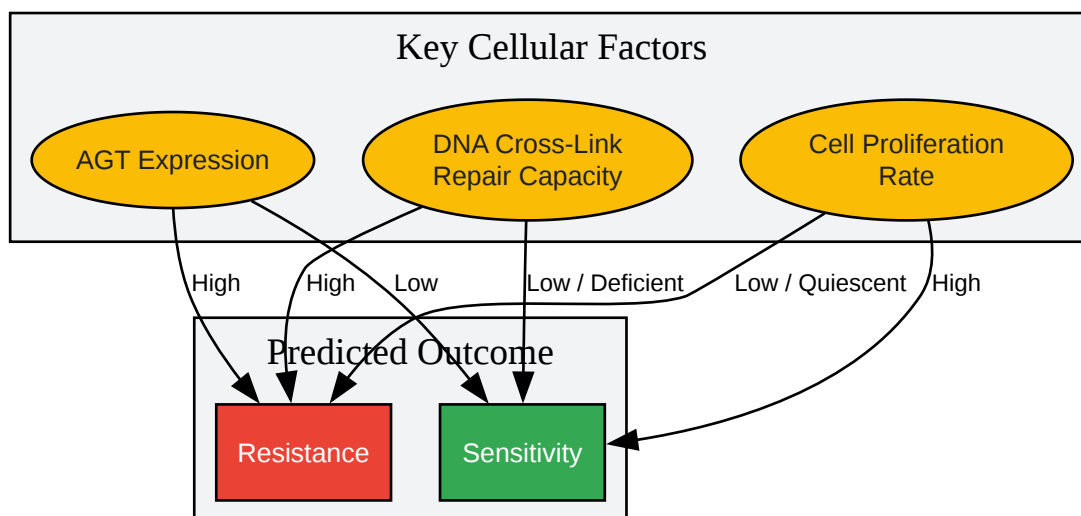 Key Cellular Factors
AGT Expression
DNA Cross-Link
Repair Capacity
Cell Proliferation
Rate
High
High
Low
Low / Deficient
Low / Quiescent
High
Predicted Outcome
Resistance
Sensitivity